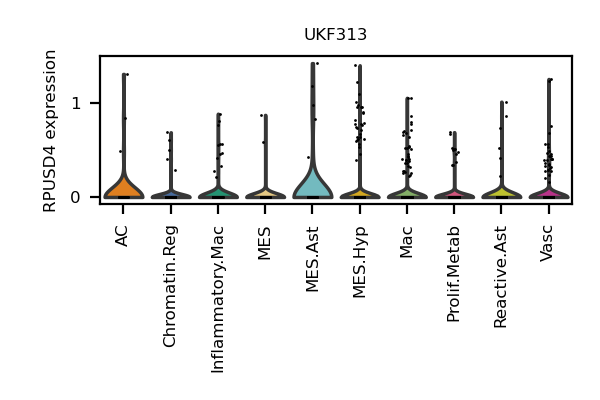 UKF313
RPUSD4 expression
1
0
AC
Chromatin.Reg
Inflammatory.Mac
MES
MES.Ast
MES.Hyp
Mac
Prolif.Metab
Reactive.Ast
Vasc